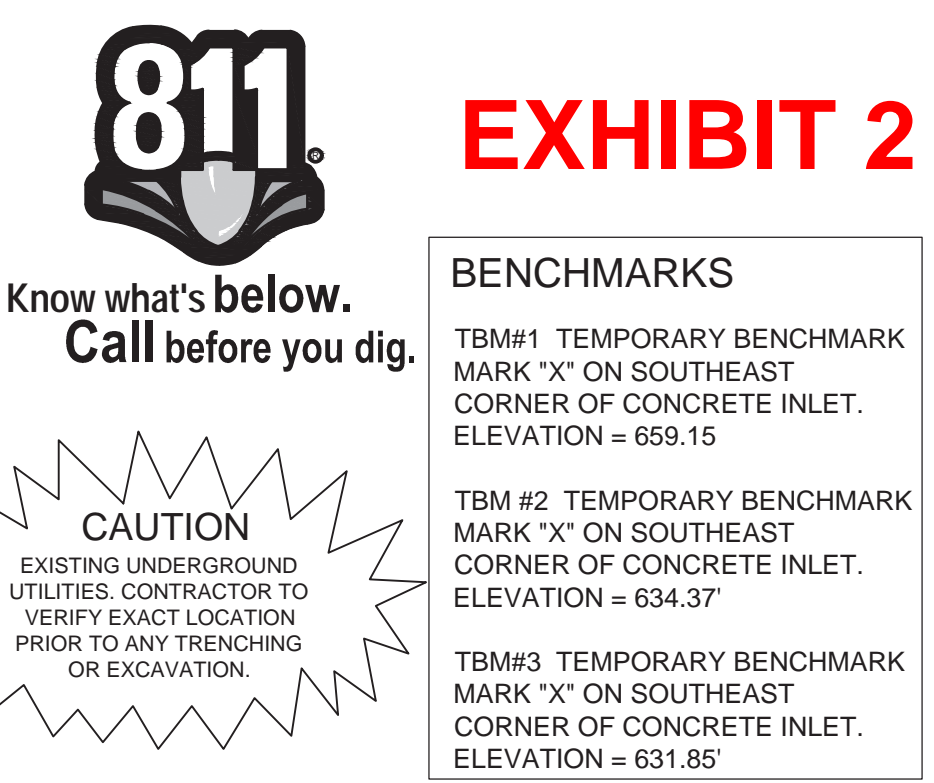 811®
Know what's below.
Call before you dig.
EXHIBIT 2
BENCHMARKS
TBM#1 TEMPORARY BENCHMARK
MARK "X" ON SOUTHEAST
CORNER OF CONCRETE INLET.
ELEVATION = 659.15
TBM #2 TEMPORARY BENCHMARK
MARK "X" ON SOUTHEAST
CORNER OF CONCRETE INLET.
ELEVATION = 634.37'
TBM#3 TEMPORARY BENCHMARK
MARK "X" ON SOUTHEAST
CORNER OF CONCRETE INLET.
ELEVATION = 631.85'
CAUTION
EXISTING UNDERGROUND
UTILITIES. CONTRACTOR TO
VERIFY EXACT LOCATION
PRIOR TO ANY TRENCHING
OR EXCAVATION.